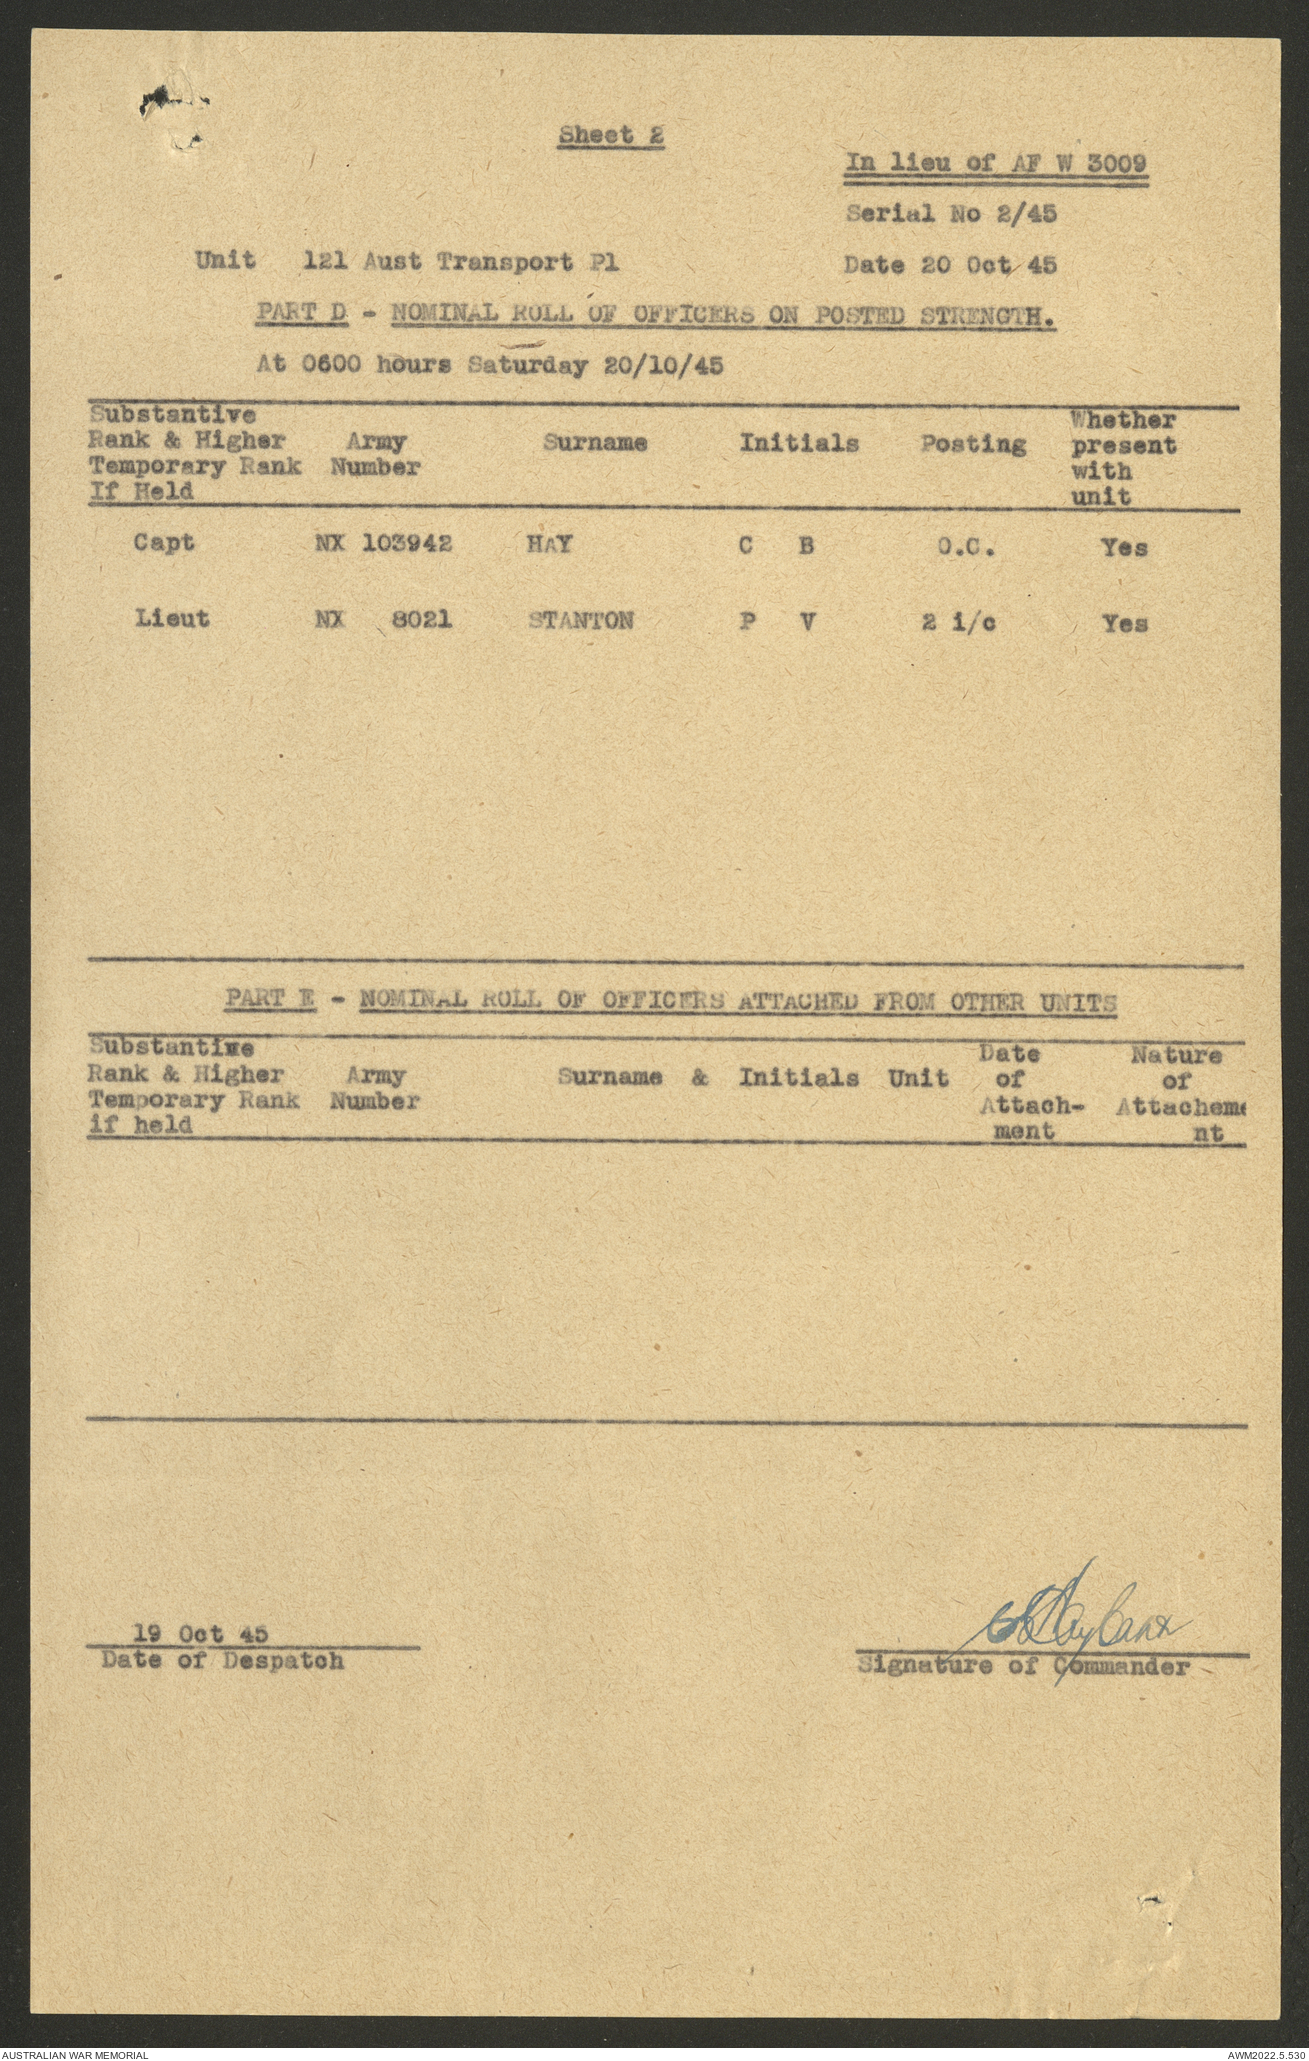 Sheet 2
In lieu of AF W 3009
Serial No 2/45
Unit 121 Aust Transport Pl
Date 20 Oct 45
PART D - NOMINAL ROLL OF OFFICERS ON POSTED STRENGTH.
At 0600 hours Saturday 20/10/45
Substantive Whether
Rank & Higher Army Surname Initials Posting present
Temporary Rank Number with
If Held unit
Capt NX 103942 HAY C B O.C. Yes
Lieut NX 8021 STANTON P V 2 i/c Yes
PART E - NOMINAL ROLL OF OFFICERS ATTACHED FROM OTHER UNITS
Substantive Date Nature
Rank & Higher Army Surname & Initials Unit of of
Temporary Rank Number Attach- Attacheme
if held ment nt
19 Oct 45
Date of Despatch
CBHay Capt
Signature of Commander
AUSTRALIAN WAR MEMORIAL
AWM2022.5.530